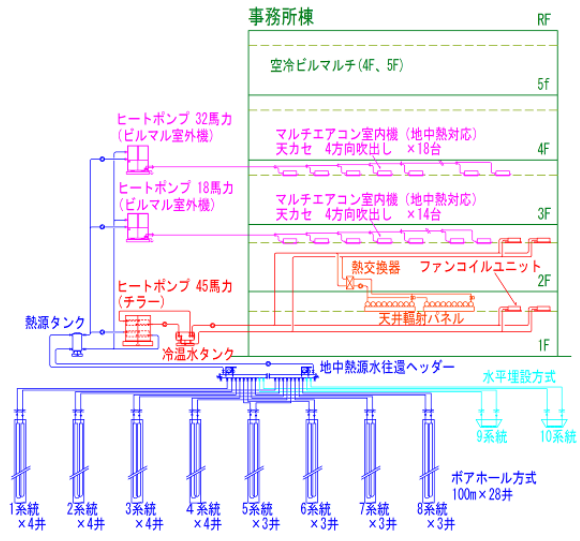 事務所棟
RF
空冷ビルマルチ(4F、5F)
5f
ヒートポンプ 32馬力
(ビルマル室外機)
マルチエアコン室内機(地中熱対応)
天カセ 4方向吹出し ×18台
4F
ヒートポンプ 18馬力
(ビルマル室外機)
マルチエアコン室内機(地中熱対応)
天カセ 4方向吹出し ×14台
3F
熱交換器
ファンコイルユニット
2F
ヒートポンプ 45馬力
(チラー)
天井輻射パネル
熱源タンク
冷温水タンク
1F
地中熱源水往還ヘッダー
水平埋設方式
9系統
10系統
ボアホール方式
100m×28井
1系統
×4井
2系統
×4井
3系統
×4井
4系統
×4井
5系統
×3井
6系統
×3井
7系統
×3井
8系統
×3井